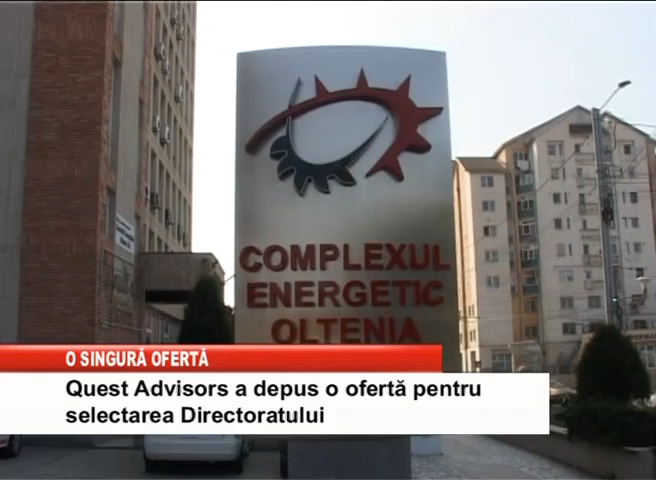 COMPLEXUL
ENERGETIC
OLTENIA
O SINGURĂ OFERTĂ
Quest Advisors a depus o ofertă pentru
selectarea Directoratului